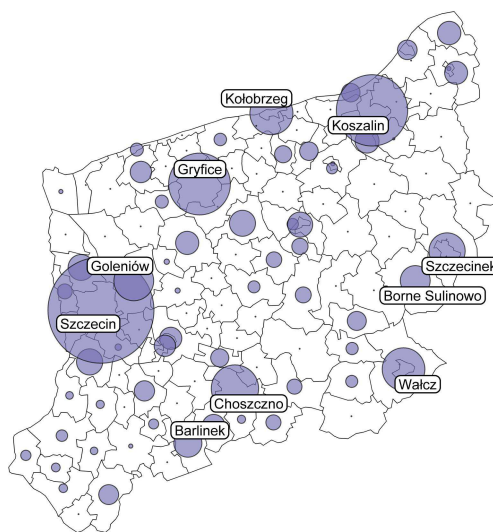 Kołobrzeg
Koszalin
Gryfice
Goleniów
Szczecinek
Borne Sulinowo
Szczecin
Wałcz
Choszczno
Barlinek